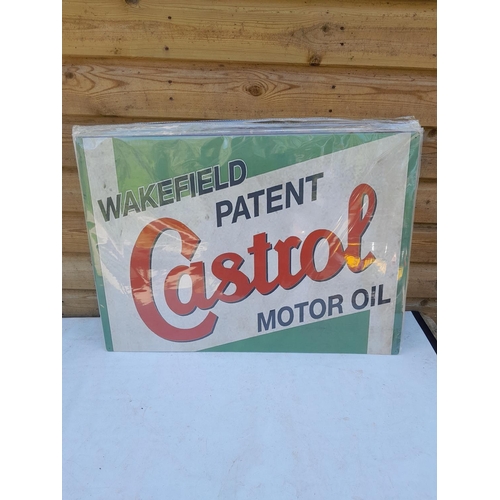 WAKEFIELD
PATENT
Castrol
MOTOR OIL